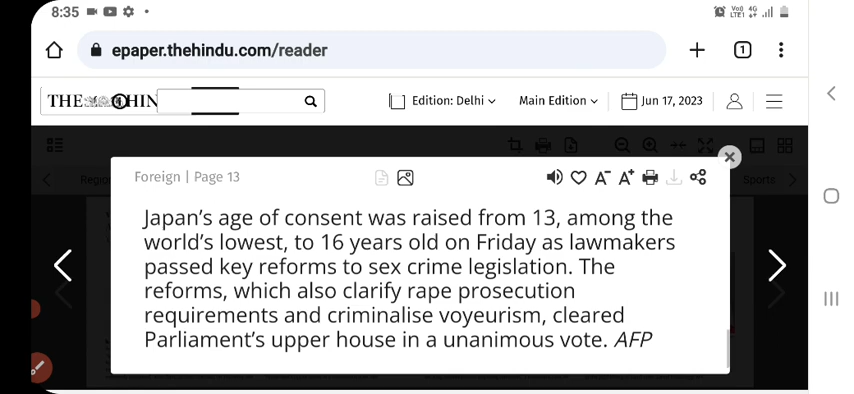 8:35
epaper.thehindu.com/reader
1
THE HIN
Edition: Delhi
Main Edition
Jun 17, 2023
Regio
Sports
Foreign | Page 13
A- A+
Japan's age of consent was raised from 13, among the
world's lowest, to 16 years old on Friday as lawmakers
passed key reforms to sex crime legislation. The
reforms, which also clarify rape prosecution
requirements and criminalise voyeurism, cleared
Parliament's upper house in a unanimous vote. AFP